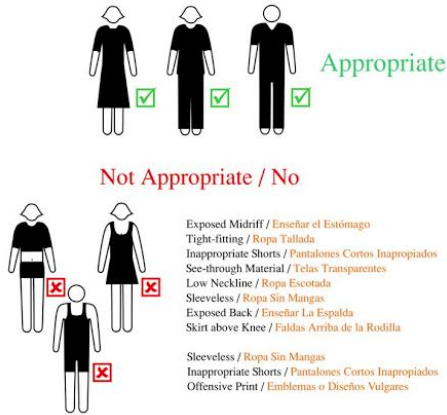 Appropriate
Not Appropriate / No
Exposed Midriff / Enseñar el Estómago
Tight-fitting / Ropa Tallada
Inappropriate Shorts / Pantalones Cortos Inapropiados
See-through Material / Telas Transparentes
Low Neckline / Ropa Escotada
Sleeveless / Ropa Sin Mangas
Exposed Back / Enseñar La Espalda
Skirt above Knee / Faldas Arriba de la Rodilla
Sleeveless / Ropa Sin Mangas
Inappropriate Shorts / Pantalones Cortos Inapropiados
Offensive Print / Emblemas o Diseños Vulgares